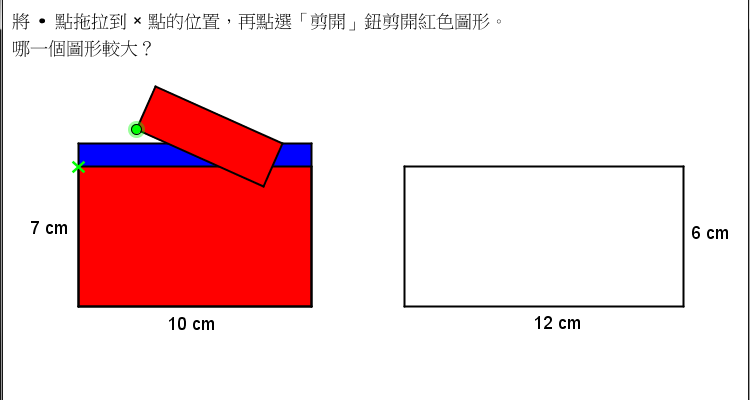 將 • 點拖拉到 × 點的位置，再點選「剪開」鈕剪開紅色圖形。
哪一個圖形較大？
7 cm
6 cm
10 cm
12 cm